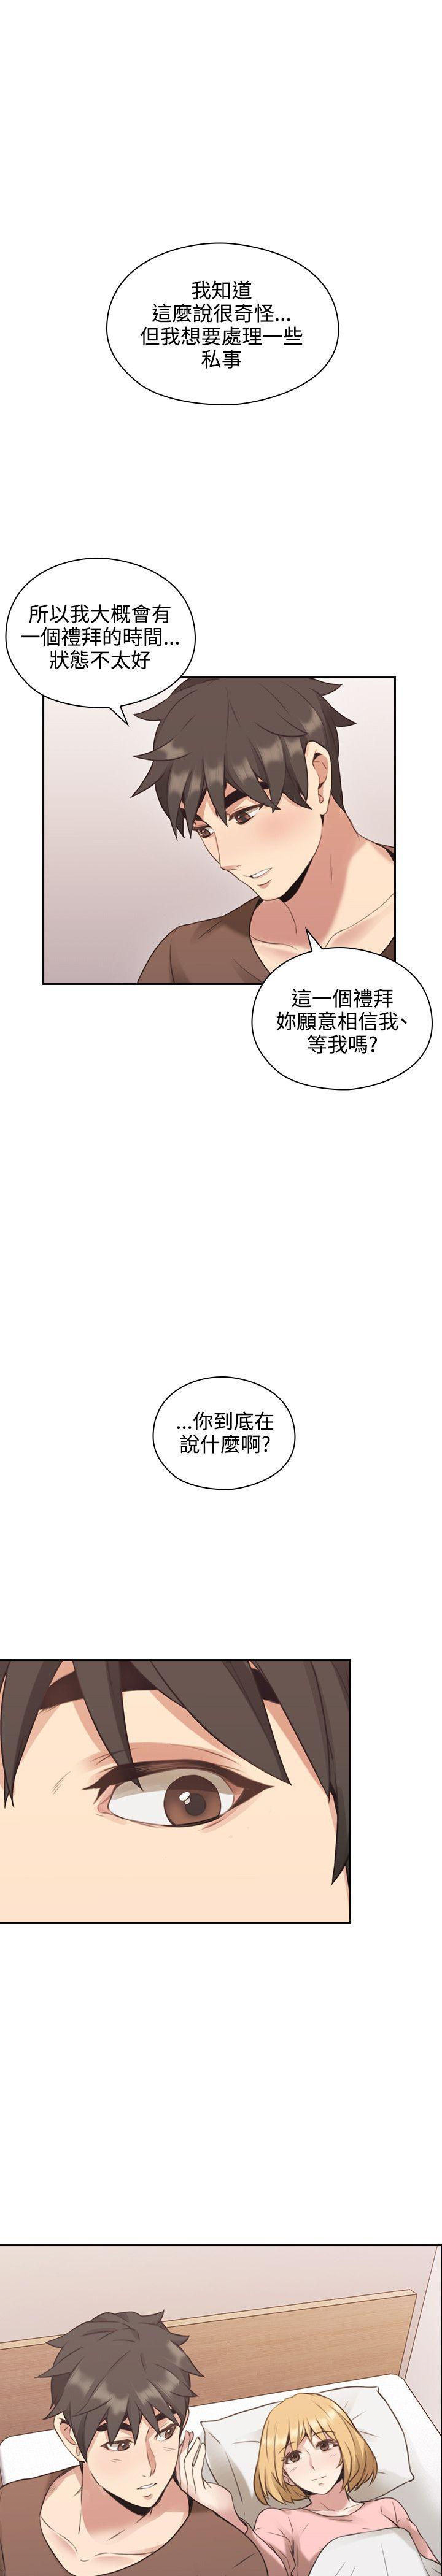 我知道
這麼說很奇怪...
但我想要處理一些
私事
所以我大概會有
一個禮拜的時間...
狀態不太好
這一個禮拜
妳願意相信我、
等我嗎?
...你到底在
說什麼啊?